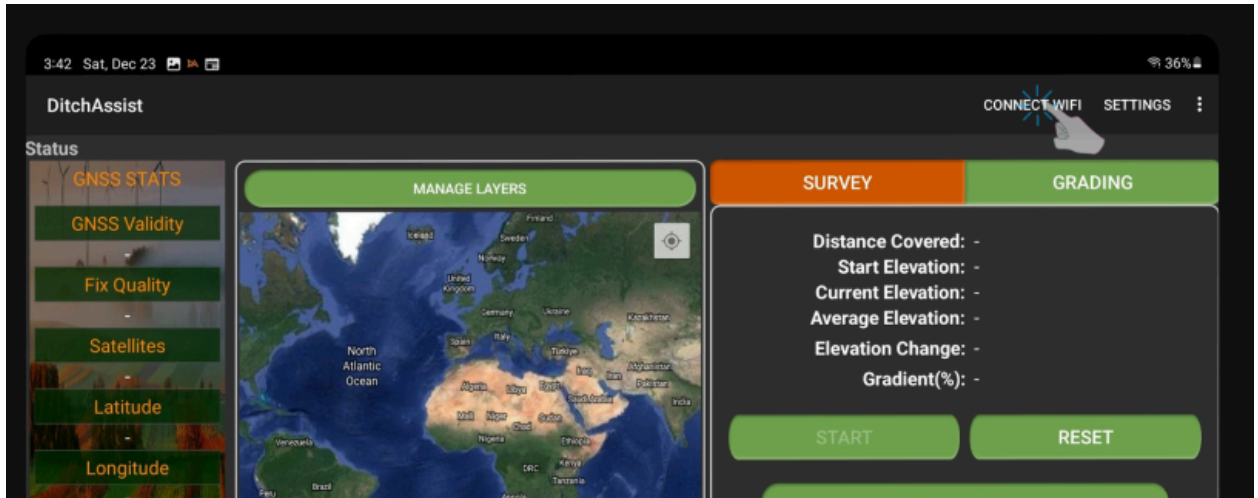 3:42 Sat, Dec 23
36%
DitchAssist
CONNECT WIFI SETTINGS
Status
GNSS STATS
GNSS Validity
-
Fix Quality
-
Satellites
-
Latitude
-
Longitude
MANAGE LAYERS
Iceland
Finland
Sweden
Norway
United
Kingdom
Germany
Ukraine
Kazakhstan
Spain
Italy
Türkiye
North
Atlantic
Ocean
Iraq
Iran
Afghanistan
Pakistan
Algeria
Libya
Egypt
Saudi Arabia
India
Mali
Niger
Chad
Sudan
Nigeria
Ethiopia
Venezuela
DRC
Kenya
Tanzania
Peru
Brazil
Angola
SURVEY
GRADING
Distance Covered: -
Start Elevation: -
Current Elevation: -
Average Elevation: -
Elevation Change: -
Gradient(%): -
START
RESET